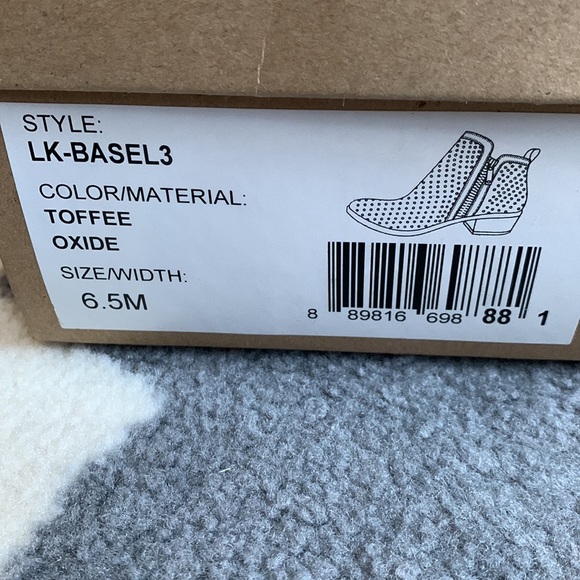 STYLE:
LK-BASEL3
COLOR/MATERIAL:
TOFFEE
OXIDE
SIZE/WIDTH:
6.5M
8 89816 698 88 1